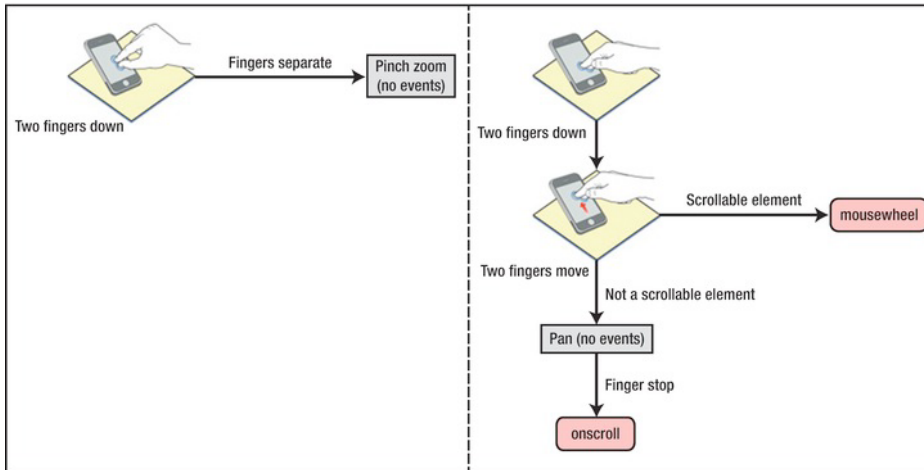 Fingers separate
Pinch zoom
(no events)
Two fingers down
Two fingers down
Scrollable element
mousewheel
Two fingers move
Not a scrollable element
Pan (no events)
Finger stop
onscroll